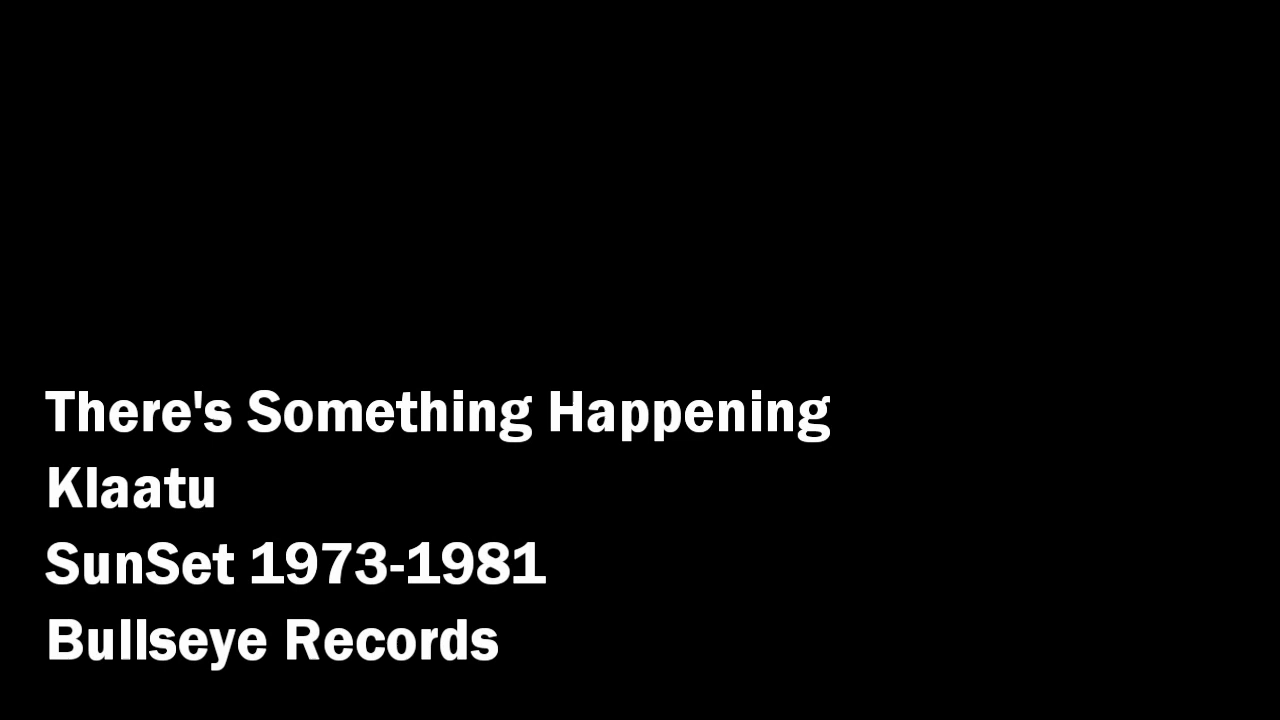 There's Something Happening
Klaatu
SunSet 1973-1981
Bullseye Records